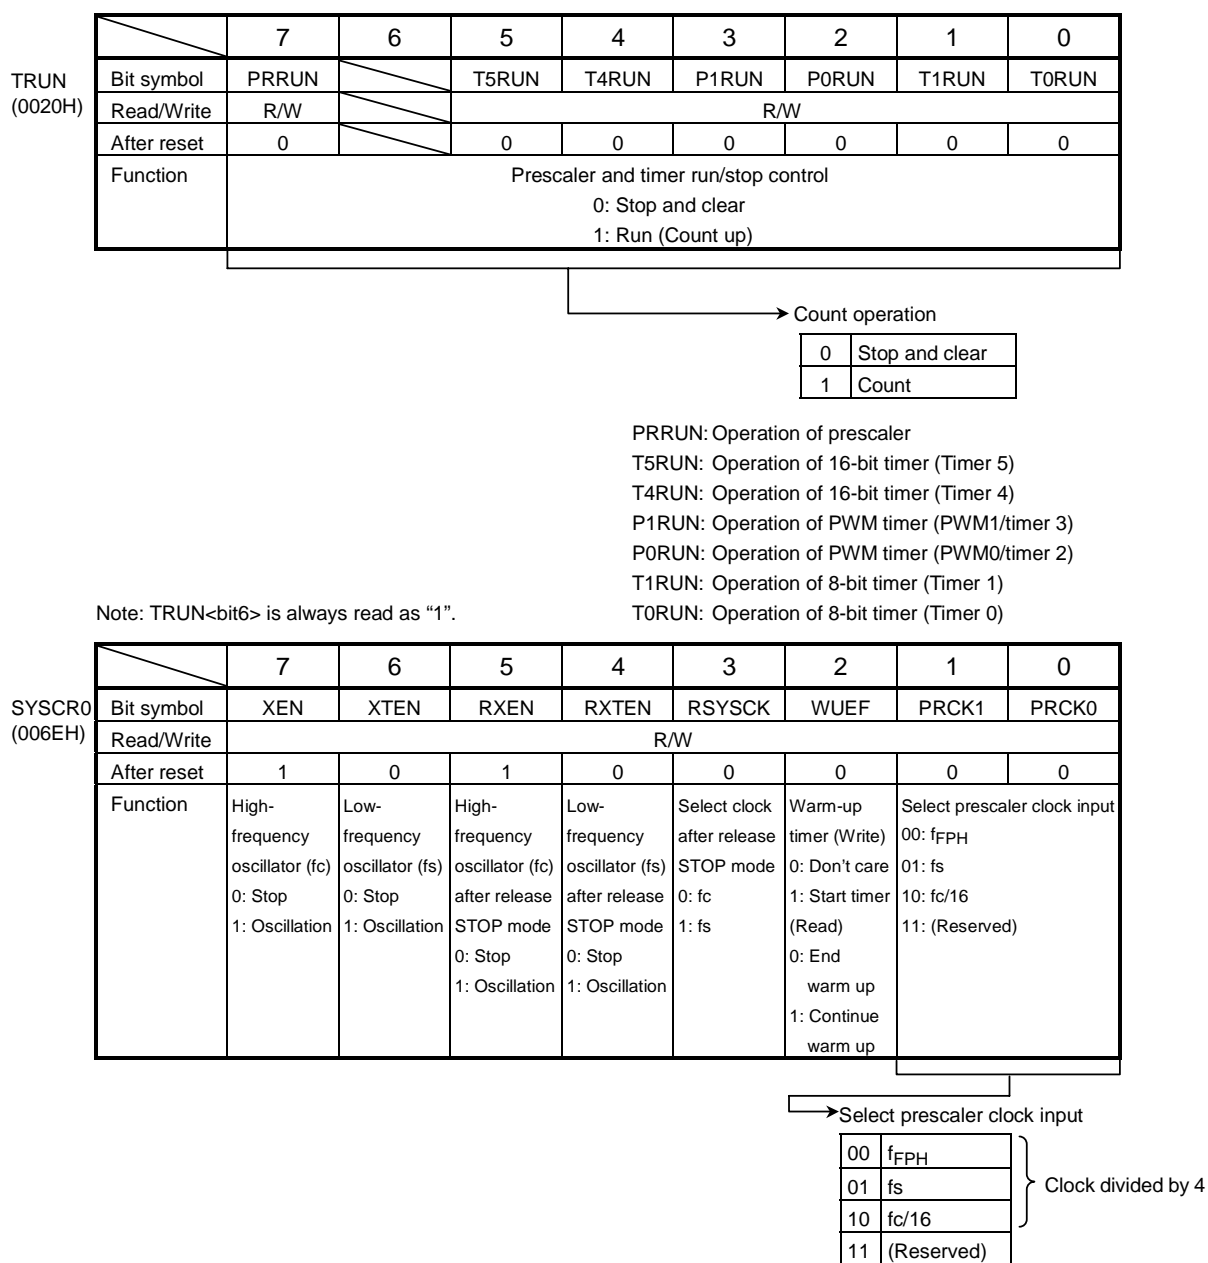 7 6 5 4 3 2 1 0
TRUN (0020H)
Bit symbol PRRUN T5RUN T4RUN P1RUN P0RUN T1RUN T0RUN
Read/Write R/W R/W
After reset 0 0 0 0 0 0 0
Function Prescaler and timer run/stop control
0: Stop and clear
1: Run (Count up)
Count operation
0 Stop and clear
1 Count
PRRUN: Operation of prescaler
T5RUN: Operation of 16-bit timer (Timer 5)
T4RUN: Operation of 16-bit timer (Timer 4)
P1RUN: Operation of PWM timer (PWM1/timer 3)
P0RUN: Operation of PWM timer (PWM0/timer 2)
T1RUN: Operation of 8-bit timer (Timer 1)
Note: TRUN<bit6> is always read as “1”.
T0RUN: Operation of 8-bit timer (Timer 0)
7 6 5 4 3 2 1 0
SYSCR0 (006EH)
Bit symbol XEN XTEN RXEN RXTEN RSYSCK WUEF PRCK1 PRCK0
Read/Write R/W
After reset 1 0 1 0 0 0 0 0
Function
High-
frequency
oscillator (fc)
0: Stop
1: Oscillation
Low-
frequency
oscillator (fs)
0: Stop
1: Oscillation
High-
frequency
oscillator (fc)
after release
STOP mode
0: Stop
1: Oscillation
Low-
frequency
oscillator (fs)
after release
STOP mode
0: Stop
1: Oscillation
Select clock
after release
STOP mode
0: fc
1: fs
Warm-up
timer (Write)
0: Don’t care
1: Start timer
(Read)
0: End
warm up
1: Continue
warm up
Select prescaler clock input
00: fFPH
01: fs
10: fc/16
11: (Reserved)
Select prescaler clock input
00 fFPH
01 fs
10 fc/16
11 (Reserved)
Clock divided by 4